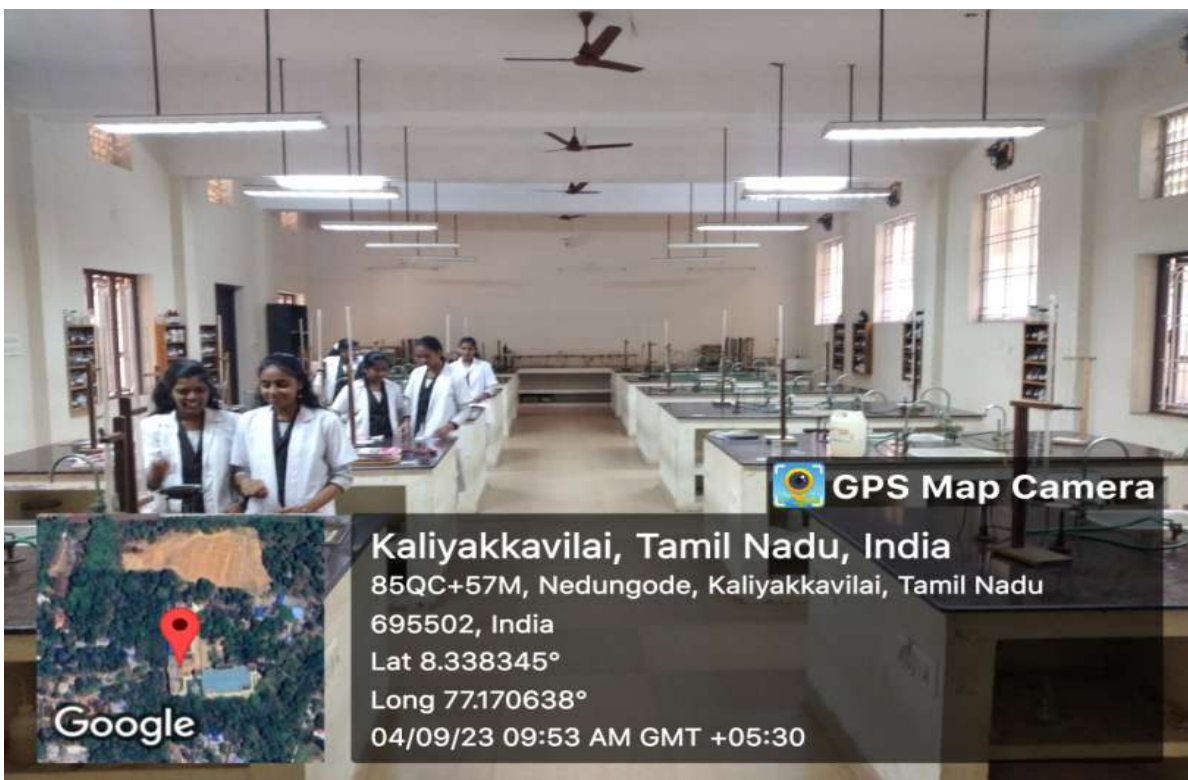 GPS Map Camera
Kaliyakkavilai, Tamil Nadu, India
85QC+57M, Nedungode, Kaliyakkavilai, Tamil Nadu
695502, India
Lat 8.338345°
Long 77.170638°
04/09/23 09:53 AM GMT +05:30
Google